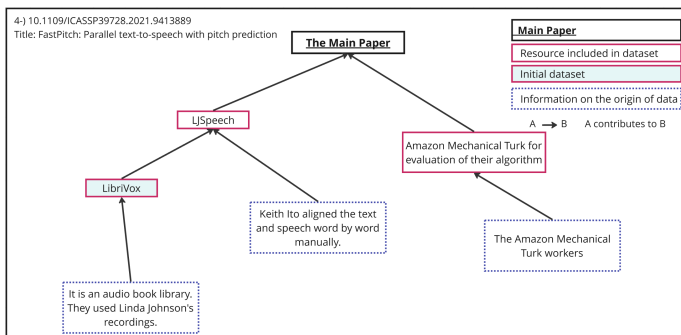 4-) 10.1109/ICASSP39728.2021.9413889
Title: FastPitch: Parallel text-to-speech with pitch prediction
The Main Paper
Main Paper
Resource included in dataset
Initial dataset
Information on the origin of data
A → B A contributes to B
LJSpeech
Amazon Mechanical Turk for
evaluation of their algorithm
LibriVox
Keith Ito aligned the text
and speech word by word
manually.
The Amazon Mechanical
Turk workers
It is an audio book library.
They used Linda Johnson's
recordings.